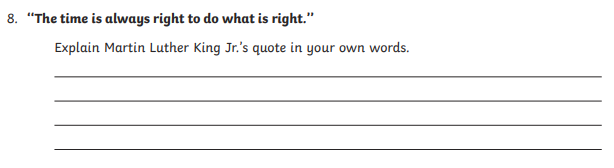 8. “The time is always right to do what is right.”
Explain Martin Luther King Jr.’s quote in your own words.